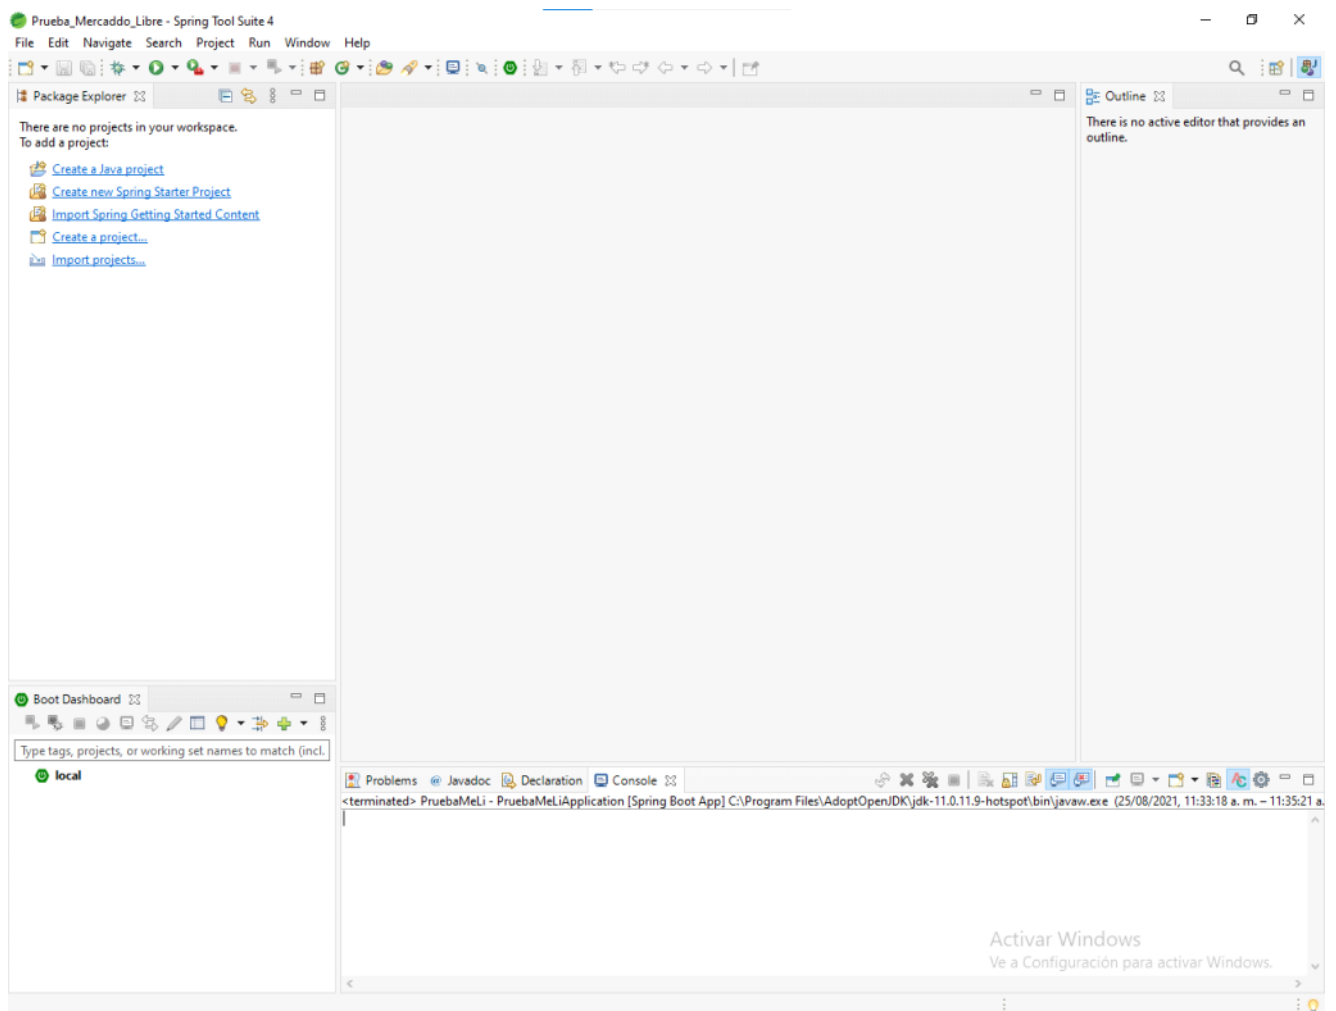 Prueba_Mercaddo_Libre - Spring Tool Suite 4
File Edit Navigate Search Project Run Window Help
Package Explorer
There are no projects in your workspace.
To add a project:
Create a Java project
Create new Spring Starter Project
Import Spring Getting Started Content
Create a project...
Import projects...
Outline
There is no active editor that provides an
outline.
Boot Dashboard
Type tags, projects, or working set names to match (incl.
local
Problems @ Javadoc Declaration Console
<terminated> PruebaMeLi - PruebaMeLiApplication [Spring Boot App] C:\Program Files\AdoptOpenJDK\jdk-11.0.11.9-hotspot\bin\javaw.exe (25/08/2021, 11:33:18 a. m. – 11:35:21 a.
Activar Windows
Ve a Configuración para activar Windows.